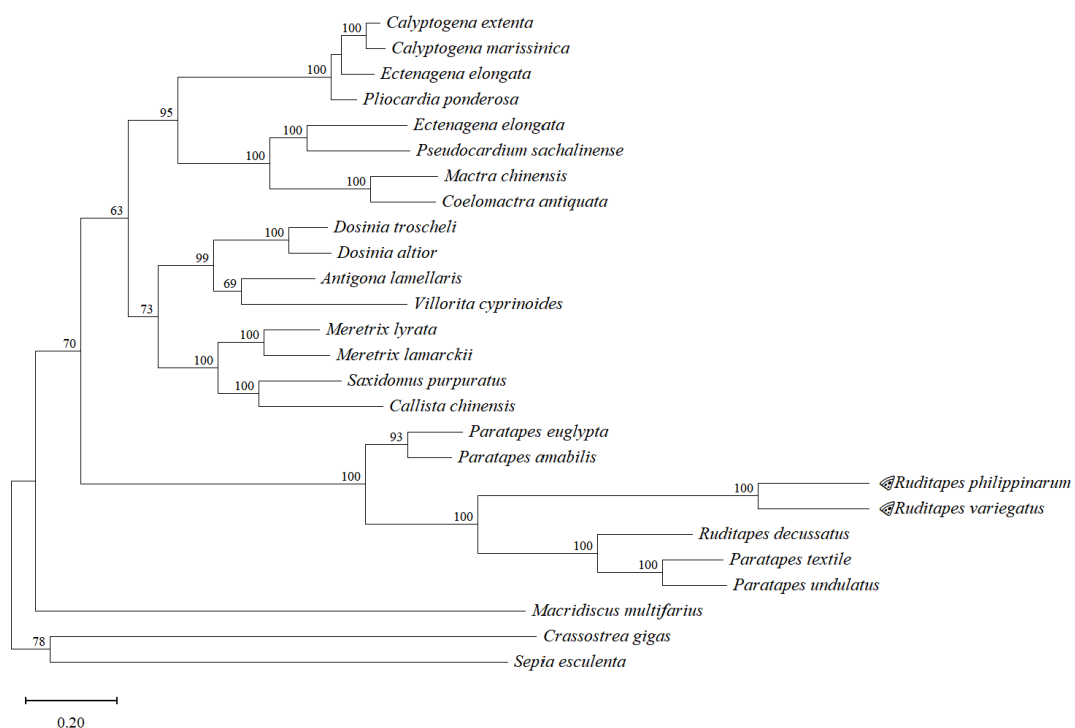 Calyptogena extenta
100
Calyptogena marissinica
100
Ectenagena elongata
Pliocardia ponderosa
95
Ectenagena elongata
100
Pseudocardium sachalinense
100
Mactra chinensis
100
Coelomactra antiquata
63
Dosinia troscheli
100
Dosinia altior
99
Antigona lamellaris
69
Villorita cyprinoides
73
Meretrix lyrata
100
Meretrix lamarckii
100
Saxidomus purpuratus
100
Callista chinensis
70
Paratapes euglypta
93
Paratapes amabilis
100
Ruditapes philippinarum
100
Ruditapes variegatus
100
Ruditapes decussatus
100
Paratapes textile
100
Paratapes undulatus
Macridiscus multifarius
Crassostrea gigas
78
Sepia esculenta
0.20